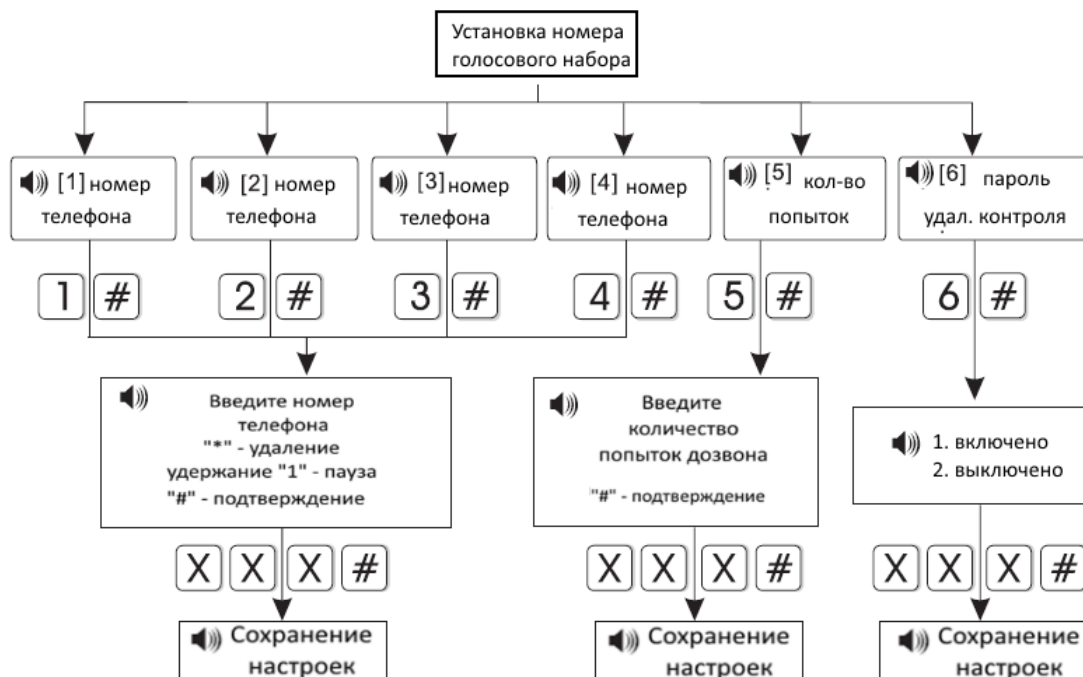 Установка номера
голосового набора
[1] номер
телефона
[2] номер
телефона
[3] номер
телефона
[4] номер
телефона
[5] кол-во
попыток
[6] пароль
удал. контроля
1 #
2 #
3 #
4 #
5 #
6 #
Введите номер
телефона
"*" - удаление
удержание "1" - пауза
"#" - подтверждение
Введите
количество
попыток дозвона
"#" - подтверждение
1. включено
2. выключено
X X X #
X X X #
X X X #
Сохранение
настроек
Сохранение
настроек
Сохранение
настроек